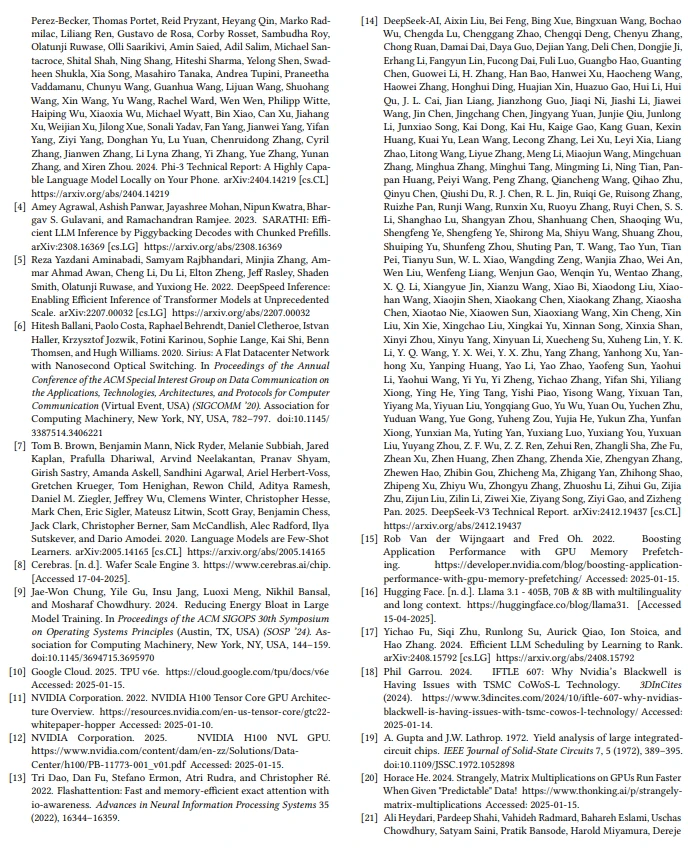 Perez-Becker, Thomas Portet, Reid Pryzant, Heyang Qin, Marko Rad-
milac, Liliang Ren, Gustavo de Rosa, Corby Rosset, Sambudha Roy,
Olatunji Ruwase, Olli Saarikivi, Amin Saied, Adil Salim, Michael San-
tacroce, Shital Shah, Ning Shang, Hiteshi Sharma, Yelong Shen, Swad-
heen Shukla, Xia Song, Masahiro Tanaka, Andrea Tupini, Praneetha
Vaddamanu, Chunyu Wang, Guanhua Wang, Lijuan Wang, Shuohang
Wang, Xin Wang, Yu Wang, Rachel Ward, Wen Wen, Philipp Witte,
Haiping Wu, Xiaoxia Wu, Michael Wyatt, Bin Xiao, Can Xu, Jiahang
Xu, Weijian Xu, Jilong Xue, Sonali Yadav, Fan Yang, Jianwei Yang, Yifan
Yang, Ziyi Yang, Donghan Yu, Lu Yuan, Chenruidong Zhang, Cyril
Zhang, Jianwen Zhang, Li Lyna Zhang, Yi Zhang, Yue Zhang, Yunan
Zhang, and Xiren Zhou. 2024. Phi-3 Technical Report: A Highly Capa-
ble Language Model Locally on Your Phone. arXiv:2404.14219 [cs.CL]
https://arxiv.org/abs/2404.14219
[4] Amey Agrawal, Ashish Panwar, Jayashree Mohan, Nipun Kwatra, Bhar-
gav S. Gulavani, and Ramachandran Ramjee. 2023. SARATHI: Effi-
cient LLM Inference by Piggybacking Decodes with Chunked Prefills.
arXiv:2308.16369 [cs.LG] https://arxiv.org/abs/2308.16369
[5] Reza Yazdani Aminabadi, Samyam Rajbhandari, Minjia Zhang, Am-
mar Ahmad Awan, Cheng Li, Du Li, Elton Zheng, Jeff Rasley, Shaden
Smith, Olatunji Ruwase, and Yuxiong He. 2022. DeepSpeed Inference:
Enabling Efficient Inference of Transformer Models at Unprecedented
Scale. arXiv:2207.00032 [cs.LG] https://arxiv.org/abs/2207.00032
[6] Hitesh Ballani, Paolo Costa, Raphael Behrendt, Daniel Cletheroe, Istvan
Haller, Krzysztof Jozwik, Fotini Karinou, Sophie Lange, Kai Shi, Benn
Thomsen, and Hugh Williams. 2020. Sirius: A Flat Datacenter Network
with Nanosecond Optical Switching. In Proceedings of the Annual
Conference of the ACM Special Interest Group on Data Communication on
the Applications, Technologies, Architectures, and Protocols for Computer
Communication (Virtual Event, USA) (SIGCOMM '20). Association for
Computing Machinery, New York, NY, USA, 782–797. doi:10.1145/
3387514.3406221
[7] Tom B. Brown, Benjamin Mann, Nick Ryder, Melanie Subbiah, Jared
Kaplan, Prafulla Dhariwal, Arvind Neelakantan, Pranav Shyam,
Girish Sastry, Amanda Askell, Sandhini Agarwal, Ariel Herbert-Voss,
Gretchen Krueger, Tom Henighan, Rewon Child, Aditya Ramesh,
Daniel M. Ziegler, Jeffrey Wu, Clemens Winter, Christopher Hesse,
Mark Chen, Eric Sigler, Mateusz Litwin, Scott Gray, Benjamin Chess,
Jack Clark, Christopher Berner, Sam McCandlish, Alec Radford, Ilya
Sutskever, and Dario Amodei. 2020. Language Models are Few-Shot
Learners. arXiv:2005.14165 [cs.CL] https://arxiv.org/abs/2005.14165
[8] Cerebras. [n. d.]. Wafer Scale Engine 3. https://www.cerebras.ai/chip.
[Accessed 17-04-2025].
[9] Jae-Won Chung, Yile Gu, Insu Jang, Luoxi Meng, Nikhil Bansal,
and Mosharaf Chowdhury. 2024. Reducing Energy Bloat in Large
Model Training. In Proceedings of the ACM SIGOPS 30th Symposium
on Operating Systems Principles (Austin, TX, USA) (SOSP '24). As-
sociation for Computing Machinery, New York, NY, USA, 144–159.
doi:10.1145/3694715.3695970
[10] Google Cloud. 2025. TPU v6e. https://cloud.google.com/tpu/docs/v6e
Accessed: 2025-01-15.
[11] NVIDIA Corporation. 2022. NVIDIA H100 Tensor Core GPU Architec-
ture Overview. https://resources.nvidia.com/en-us-tensor-core/gtc22-
whitepaper-hopper Accessed: 2025-01-10.
[12] NVIDIA Corporation. 2025. NVIDIA H100 NVL GPU.
https://www.nvidia.com/content/dam/en-zz/Solutions/Data-
Center/h100/PB-11773-001_v01.pdf Accessed: 2025-01-15.
[13] Tri Dao, Dan Fu, Stefano Ermon, Atri Rudra, and Christopher Ré.
2022. Flashattention: Fast and memory-efficient exact attention with
io-awareness. Advances in Neural Information Processing Systems 35
(2022), 16344–16359.
[14] DeepSeek-AI, Aixin Liu, Bei Feng, Bing Xue, Bingxuan Wang, Bochao
Wu, Chengda Lu, Chenggang Zhao, Chengqi Deng, Chenyu Zhang,
Chong Ruan, Damai Dai, Daya Guo, Dejian Yang, Deli Chen, Dongjie Ji,
Erhang Li, Fangyun Lin, Fucong Dai, Fuli Luo, Guangbo Hao, Guanting
Chen, Guowei Li, H. Zhang, Han Bao, Hanwei Xu, Haocheng Wang,
Haowei Zhang, Honghui Ding, Huajian Xin, Huazuo Gao, Hui Li, Hui
Qu, J. L. Cai, Jian Liang, Jianzhong Guo, Jiaqi Ni, Jiashi Li, Jiawei
Wang, Jin Chen, Jingchang Chen, Jingyang Yuan, Junjie Qiu, Junlong
Li, Junxiao Song, Kai Dong, Kai Hu, Kaige Gao, Kang Guan, Kexin
Huang, Kuai Yu, Lean Wang, Lecong Zhang, Lei Xu, Leyi Xia, Liang
Zhao, Litong Wang, Liyue Zhang, Meng Li, Miaojun Wang, Mingchuan
Zhang, Minghua Zhang, Minghui Tang, Mingming Li, Ning Tian, Pan-
pan Huang, Peiyi Wang, Peng Zhang, Qiancheng Wang, Qihao Zhu,
Qinyu Chen, Qiushi Du, R. J. Chen, R. L. Jin, Ruiqi Ge, Ruisong Zhang,
Ruizhe Pan, Runji Wang, Runxin Xu, Ruoyu Zhang, Ruyi Chen, S. S.
Li, Shanghao Lu, Shangyan Zhou, Shanhuang Chen, Shaoqing Wu,
Shengfeng Ye, Shengfeng Ye, Shirong Ma, Shiyu Wang, Shuang Zhou,
Shuiping Yu, Shunfeng Zhou, Shuting Pan, T. Wang, Tao Yun, Tian
Pei, Tianyu Sun, W. L. Xiao, Wangding Zeng, Wanjia Zhao, Wei An,
Wen Liu, Wenfeng Liang, Wenjun Gao, Wenqin Yu, Wentao Zhang,
X. Q. Li, Xiangyue Jin, Xianzu Wang, Xiao Bi, Xiaodong Liu, Xiao-
han Wang, Xiaojin Shen, Xiaokang Chen, Xiaokang Zhang, Xiaosha
Chen, Xiaotao Nie, Xiaowen Sun, Xiaoxiang Wang, Xin Cheng, Xin
Liu, Xin Xie, Xingchao Liu, Xingkai Yu, Xinnan Song, Xinxia Shan,
Xinyi Zhou, Xinyu Yang, Xinyuan Li, Xuecheng Su, Xuheng Lin, Y. K.
Li, Y. Q. Wang, Y. X. Wei, Y. X. Zhu, Yang Zhang, Yanhong Xu, Yan-
hong Xu, Yanping Huang, Yao Li, Yao Zhao, Yaofeng Sun, Yaohui
Li, Yaohui Wang, Yi Yu, Yi Zheng, Yichao Zhang, Yifan Shi, Yiliang
Xiong, Ying He, Ying Tang, Yishi Piao, Yisong Wang, Yixuan Tan,
Yiyang Ma, Yiyuan Liu, Yongqiang Guo, Yu Wu, Yuan Ou, Yuchen Zhu,
Yuduan Wang, Yue Gong, Yuheng Zou, Yujia He, Yukun Zha, Yunfan
Xiong, Yunxian Ma, Yuting Yan, Yuxiang Luo, Yuxiang You, Yuxuan
Liu, Yuyang Zhou, Z. F. Wu, Z. Z. Ren, Zehui Ren, Zhangli Sha, Zhe Fu,
Zhean Xu, Zhen Huang, Zhen Zhang, Zhenda Xie, Zhengyan Zhang,
Zhewen Hao, Zhibin Gou, Zhicheng Ma, Zhigang Yan, Zhihong Shao,
Zhipeng Xu, Zhiyu Wu, Zhongyu Zhang, Zhuoshu Li, Zihui Gu, Zijia
Zhu, Zijun Liu, Zilin Li, Ziwei Xie, Ziyang Song, Ziyi Gao, and Zizheng
Pan. 2025. DeepSeek-V3 Technical Report. arXiv:2412.19437 [cs.CL]
https://arxiv.org/abs/2412.19437
[15] Rob Van der Wijngaart and Fred Oh. 2022. Boosting
Application Performance with GPU Memory Prefetch-
ing. https://developer.nvidia.com/blog/boosting-application-
performance-with-gpu-memory-prefetching/ Accessed: 2025-01-15.
[16] Hugging Face. [n. d.]. Llama 3.1 - 405B, 70B & 8B with multilinguality
and long context. https://huggingface.co/blog/llama31. [Accessed
15-04-2025].
[17] Yichao Fu, Siqi Zhu, Runlong Su, Aurick Qiao, Ion Stoica, and
Hao Zhang. 2024. Efficient LLM Scheduling by Learning to Rank.
arXiv:2408.15792 [cs.LG] https://arxiv.org/abs/2408.15792
[18] Phil Garrou. 2024. IFTLE 607: Why Nvidia's Blackwell is
Having Issues with TSMC CoWoS-L Technology. 3DInCites
(2024). https://www.3dincites.com/2024/10/iftle-607-why-nvidias-
blackwell-is-having-issues-with-tsmc-cowos-l-technology/ Accessed:
2025-01-14.
[19] A. Gupta and J.W. Lathrop. 1972. Yield analysis of large integrated-
circuit chips. IEEE Journal of Solid-State Circuits 7, 5 (1972), 389–395.
doi:10.1109/JSSC.1972.1052898
[20] Horace He. 2024. Strangely, Matrix Multiplications on GPUs Run Faster
When Given "Predictable" Data! https://www.thonking.ai/p/strangely-
matrix-multiplications Accessed: 2025-01-15.
[21] Ali Heydari, Pardeep Shahi, Vahideh Radmard, Bahareh Eslami, Uschas
Chowdhury, Satyam Saini, Pratik Bansode, Harold Miyamura, Dereje